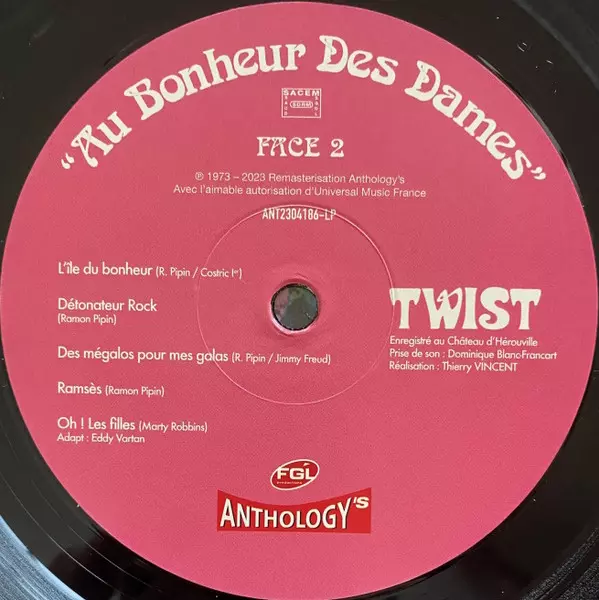 "Au Bonheur Des Dames"
SACEM
SDRM
FACE 2
℗ 1973 – 2023 Remasterisation Anthology's
Avec l'aimable autorisation d'Universal Music France
ANT2304186-LP
L'île du bonheur (R. Pipin / Costric Iᵉʳ)
Détonateur Rock
(Ramon Pipin)
Des mégalos pour mes galas (R. Pipin / Jimmy Freud)
Ramsès (Ramon Pipin)
Oh ! Les filles (Marty Robbins)
Adapt : Eddy Vartan
TWIST
Enregistré au Château d'Hérouville
Prise de son : Dominique Blanc-Francart
Réalisation : Thierry VINCENT
FGL
ANTHOLOGY's